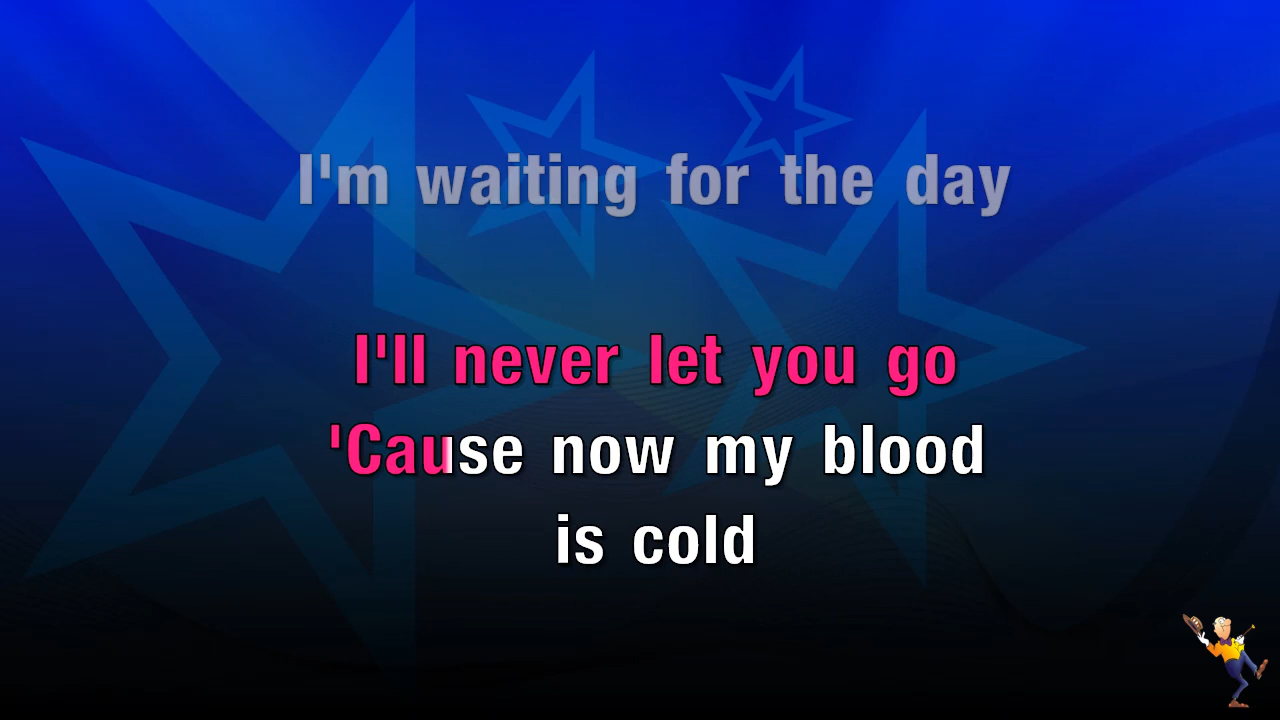 I'm waiting for the day
I'll never let you go
'Cause now my blood
is cold